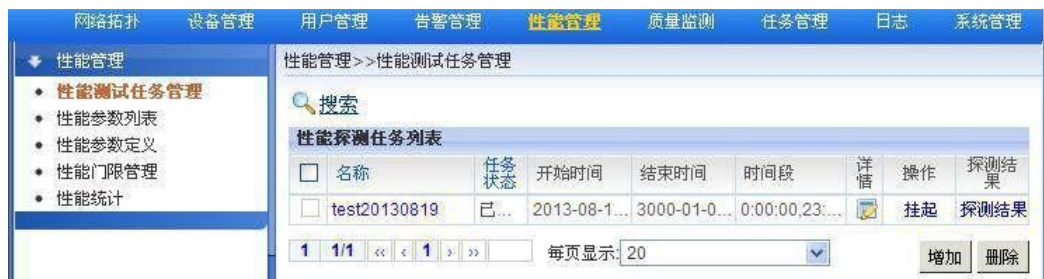 网络拓扑 设备管理 用户管理 告警管理 性能管理 质量监测 任务管理 日志 系统管理
性能管理
性能测试任务管理
性能参数列表
性能参数定义
性能门限管理
性能统计
性能管理>>性能测试任务管理
搜索
性能探测任务列表
名称 任务状态 开始时间 结束时间 时间段 详情 操作 探测结果
test20130819 已... 2013-08-1... 3000-01-0... 0:00:00,23:... 挂起 探测结果
1 1/1 << < 1 > >> 每页显示: 20 增加 删除